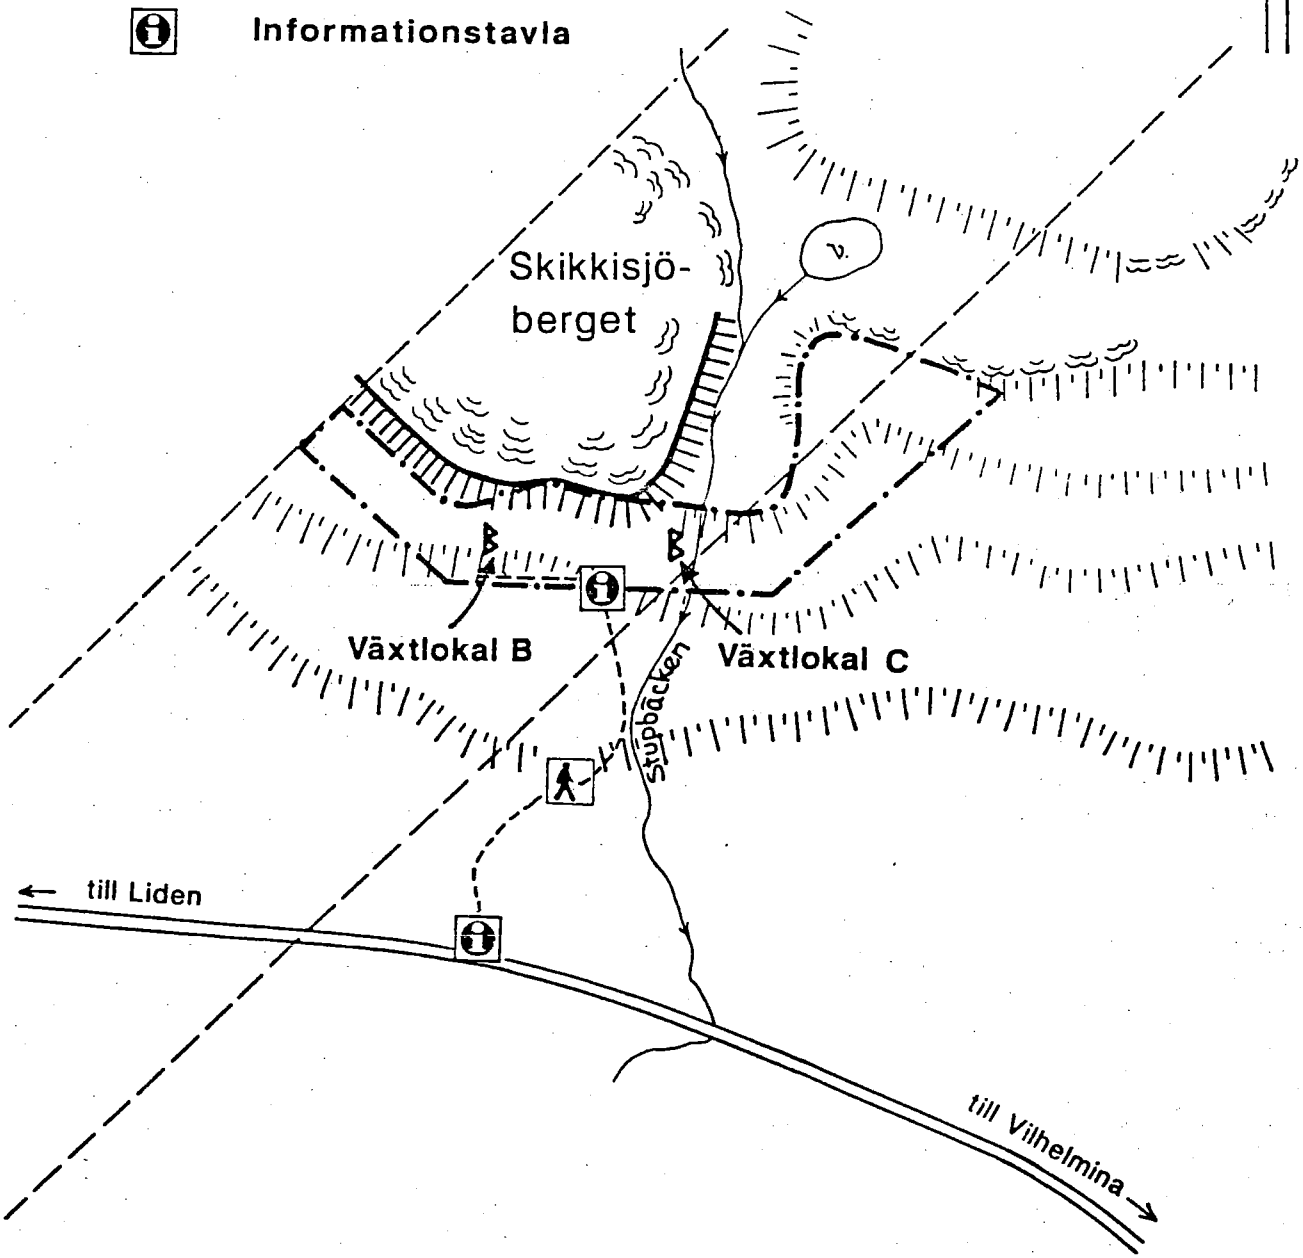 i Informationstavla
Skikkisjö-
berget
v.
B
B
i
Växtlokal B
Växtlokal C
Stupbäcken
till Liden
i
till Vilhelmina